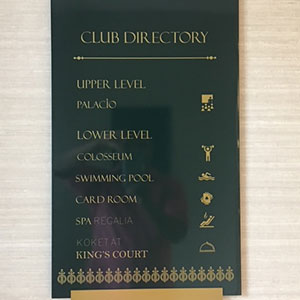 CLUB DIRECTORY
UPPER LEVEL
PALACIO
LOWER LEVEL
COLOSSEUM
SWIMMING POOL
CARD ROOM
SPA REGALIA
KOKET AT
KING'S COURT